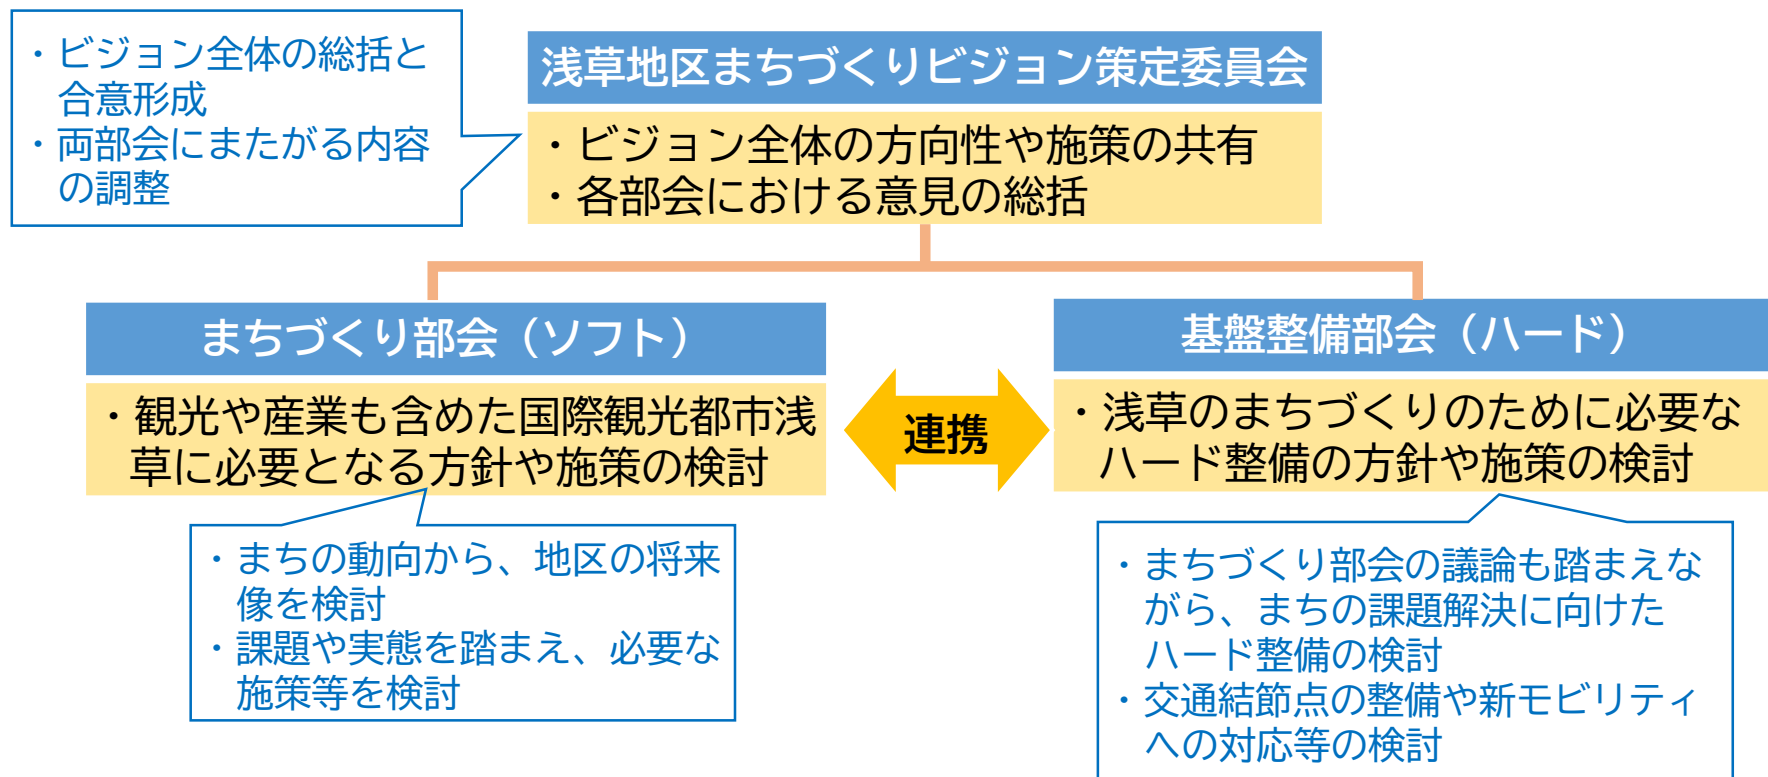 ・ビジョン全体の総括と
合意形成
・両部会にまたがる内容
の調整
浅草地区まちづくりビジョン策定委員会
・ビジョン全体の方向性や施策の共有
・各部会における意見の総括
まちづくり部会（ソフト）
・観光や産業も含めた国際観光都市浅
草に必要となる方針や施策の検討
連携
基盤整備部会（ハード）
・浅草のまちづくりのために必要な
ハード整備の方針や施策の検討
・まちの動向から、地区の将来
像を検討
・課題や実態を踏まえ、必要な
施策等を検討
・まちづくり部会の議論も踏まえな
がら、まちの課題解決に向けた
ハード整備の検討
・交通結節点の整備や新モビリティ
への対応等の検討